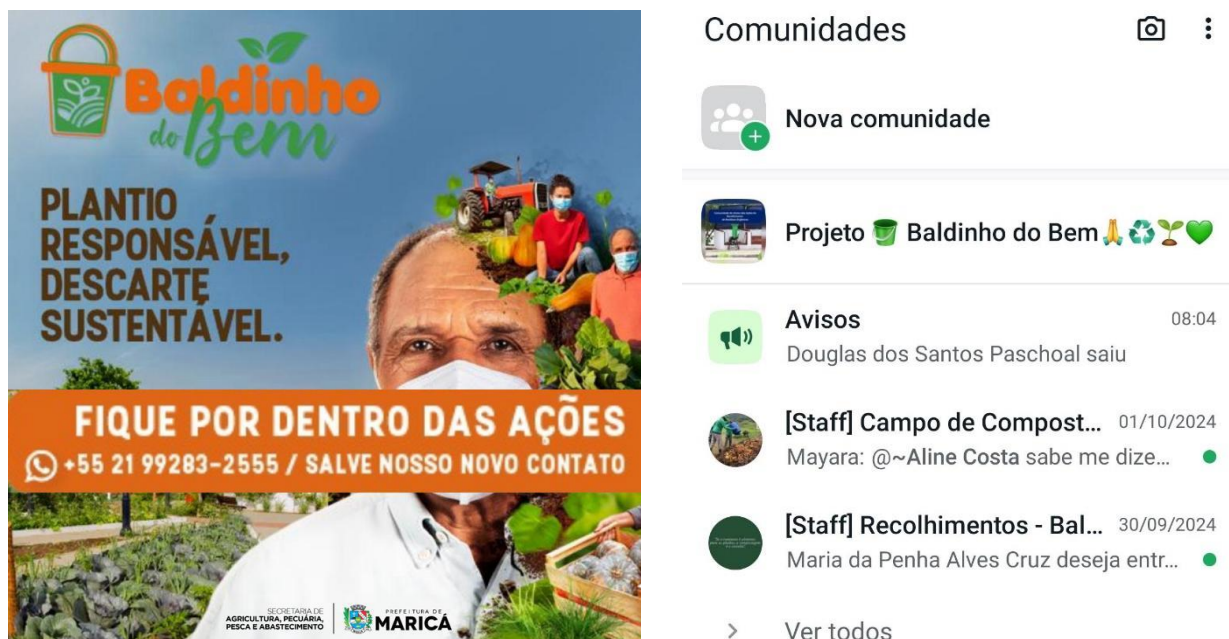 Baldinho
do Bem
PLANTIO
RESPONSÁVEL,
DESCARTE
SUSTENTÁVEL.
FIQUE POR DENTRO DAS AÇÕES
+55 21 99283-2555 / SALVE NOSSO NOVO CONTATO
SECRETARIA DE
AGRICULTURA, PECUÁRIA,
PESCA E ABASTECIMENTO
PREFEITURA DE
MARICÁ
Comunidades
Nova comunidade
Projeto 🪣 Baldinho do Bem🙏♻️🌱💚
Avisos 08:04
Douglas dos Santos Paschoal saiu
[Staff] Campo de Compost... 01/10/2024
Mayara: @~Aline Costa sabe me dize...
[Staff] Recolhimentos - Bal... 30/09/2024
Maria da Penha Alves Cruz deseja entr...
Ver todos